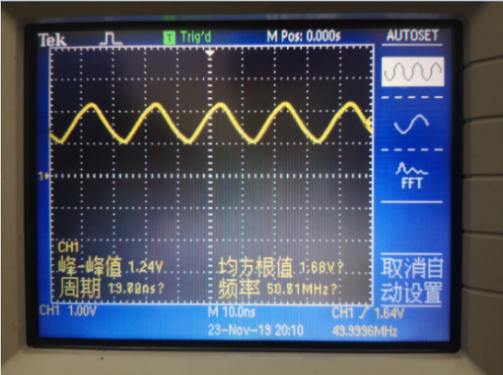 Tek T Trig'd M Pos: 0.000s AUTOSET
1
FFT
CH1
峰-峰值 1.24V
均方根值 1.68V?
周期 19.80ns?
频率 50.51MHz?
取消自
动设置
CH1 1.00V M 10.0ns CH1 / 1.64V
23-Nov-19 20:10 49.9996MHz